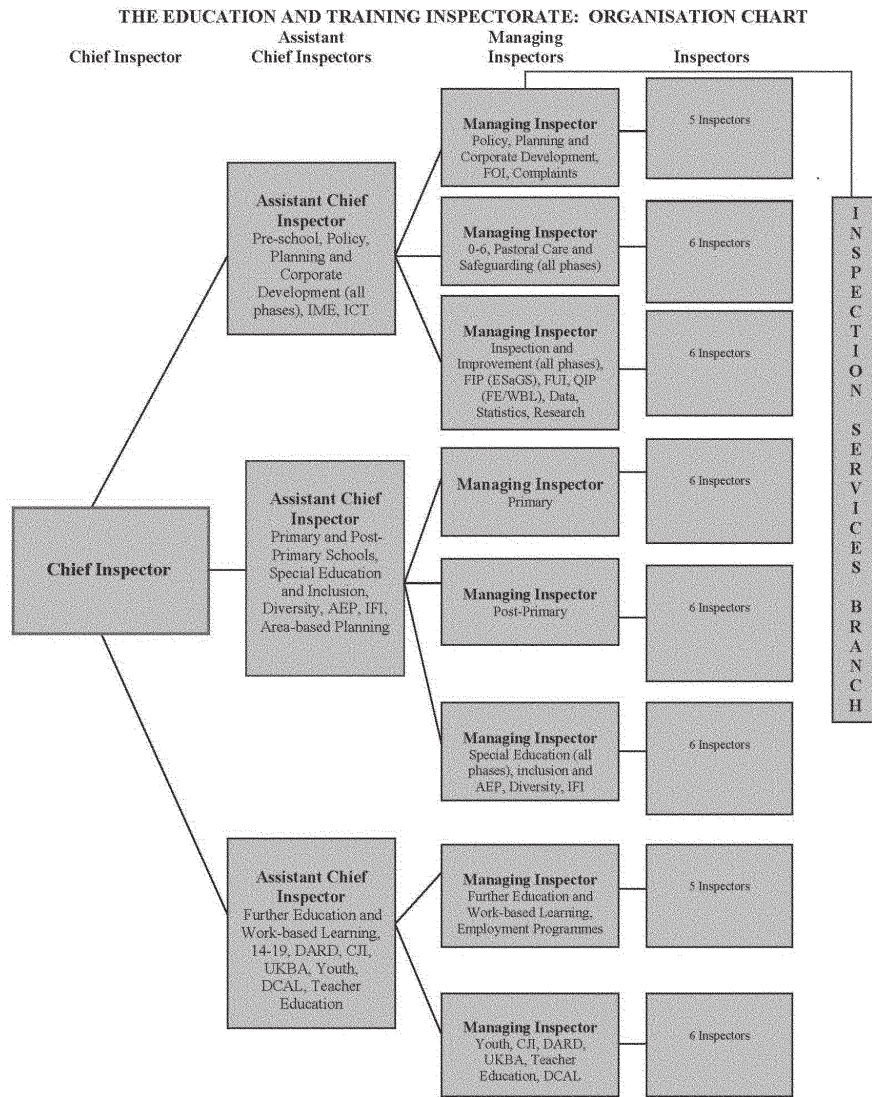 THE EDUCATION AND TRAINING INSPECTORATE: ORGANISATION CHART
Chief Inspector
Assistant
Chief Inspectors
Managing
Inspectors
Inspectors
Chief Inspector
Assistant Chief
Inspector
Pre-school, Policy,
Planning and
Corporate
Development (all
phases), IME, ICT
Managing Inspector
Policy, Planning and
Corporate Development,
FOI, Complaints
5 Inspectors
Managing Inspector
0-6, Pastoral Care and
Safeguarding (all phases)
6 Inspectors
Managing Inspector
Inspection and
Improvement (all phases),
FIP (ESaGS), FUI, QIP
(FE/WBL), Data,
Statistics, Research
6 Inspectors
Assistant Chief
Inspector
Primary and Post-
Primary Schools,
Special Education
and Inclusion,
Diversity, AEP, IFI,
Area-based Planning
Managing Inspector
Primary
6 Inspectors
Managing Inspector
Post-Primary
6 Inspectors
Managing Inspector
Special Education (all
phases), inclusion and
AEP, Diversity, IFI
6 Inspectors
Assistant Chief
Inspector
Further Education and
Work-based Learning,
14-19, DARD, CJI,
UKBA, Youth,
DCAL, Teacher
Education
Managing Inspector
Further Education and
Work-based Learning,
Employment Programmes
5 Inspectors
Managing Inspector
Youth, CJI, DARD,
UKBA, Teacher
Education, DCAL
6 Inspectors
INSPECTION SERVICES BRANCH